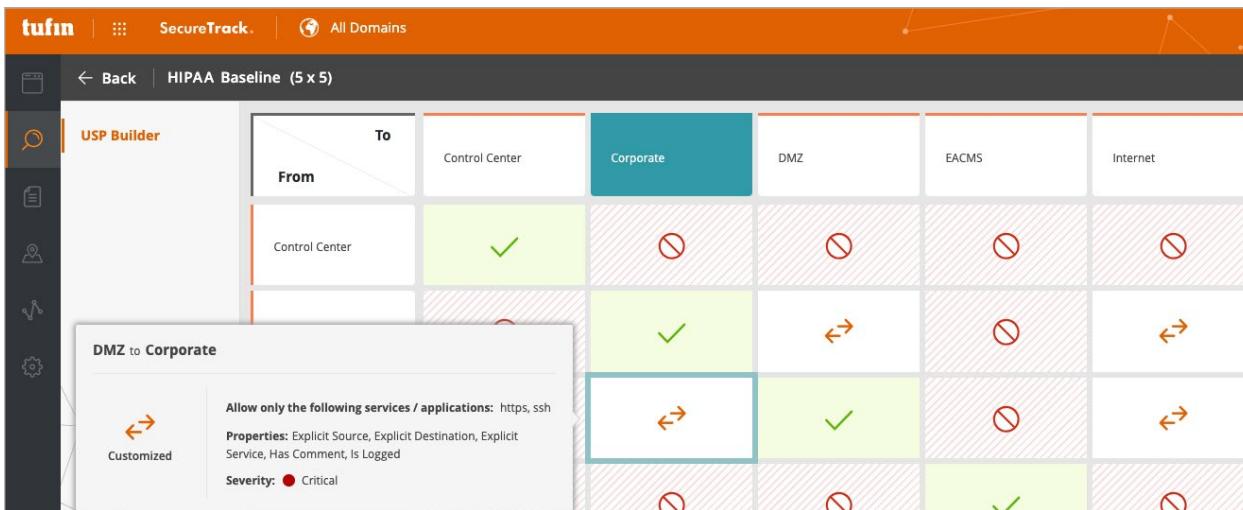 tufin
SecureTrack.
All Domains
Back
HIPAA Baseline (5 x 5)
USP Builder
To
From
Control Center
Corporate
DMZ
EACMS
Internet
Control Center
DMZ to Corporate
Customized
Allow only the following services / applications: https, ssh
Properties: Explicit Source, Explicit Destination, Explicit
Service, Has Comment, Is Logged
Severity: Critical